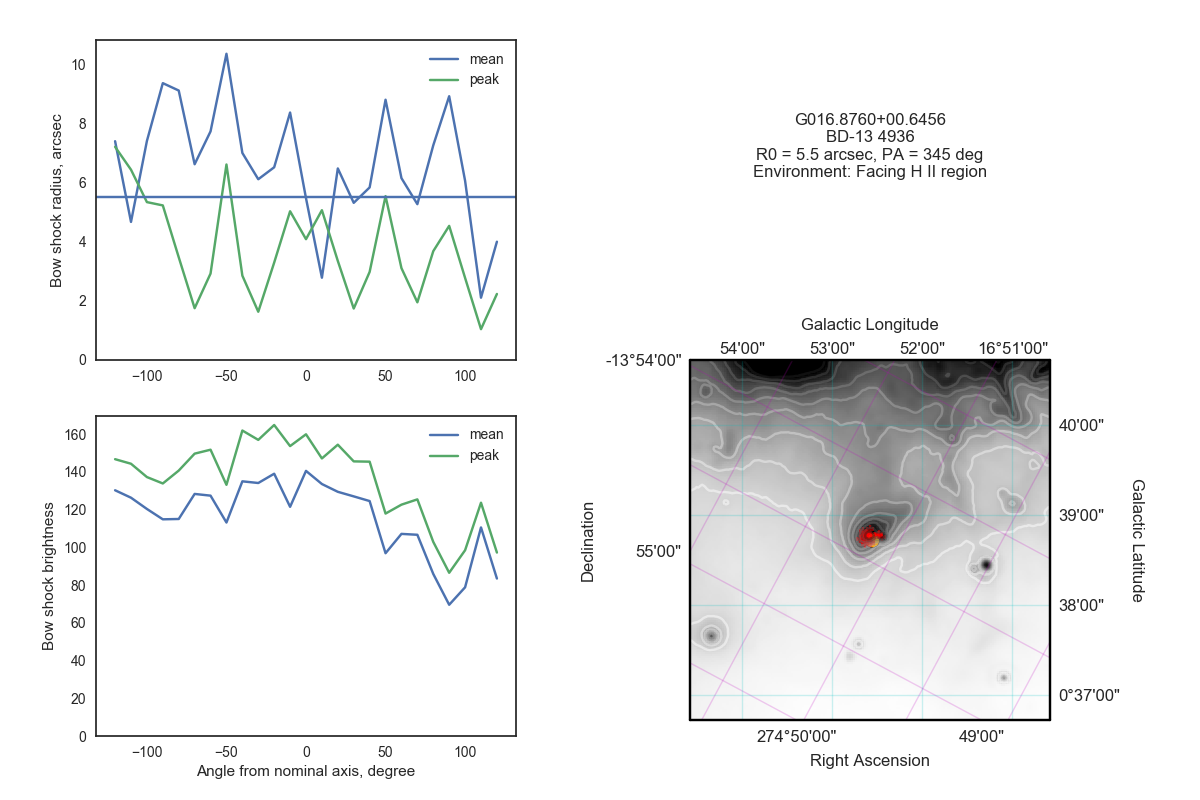 10
8
6
4
2
0
Bow shock radius, arcsec
mean
peak
−100
−50
0
50
100
160
140
120
100
80
60
40
20
0
Bow shock brightness
mean
peak
−100
−50
0
50
100
Angle from nominal axis, degree
G016.8760+00.6456
BD-13 4936
R0 = 5.5 arcsec, PA = 345 deg
Environment: Facing H II region
Galactic Longitude
54'00"
53'00"
52'00"
16°51'00"
-13°54'00"
55'00"
Declination
40'00"
39'00"
38'00"
0°37'00"
Galactic Latitude
274°50'00"
49'00"
Right Ascension